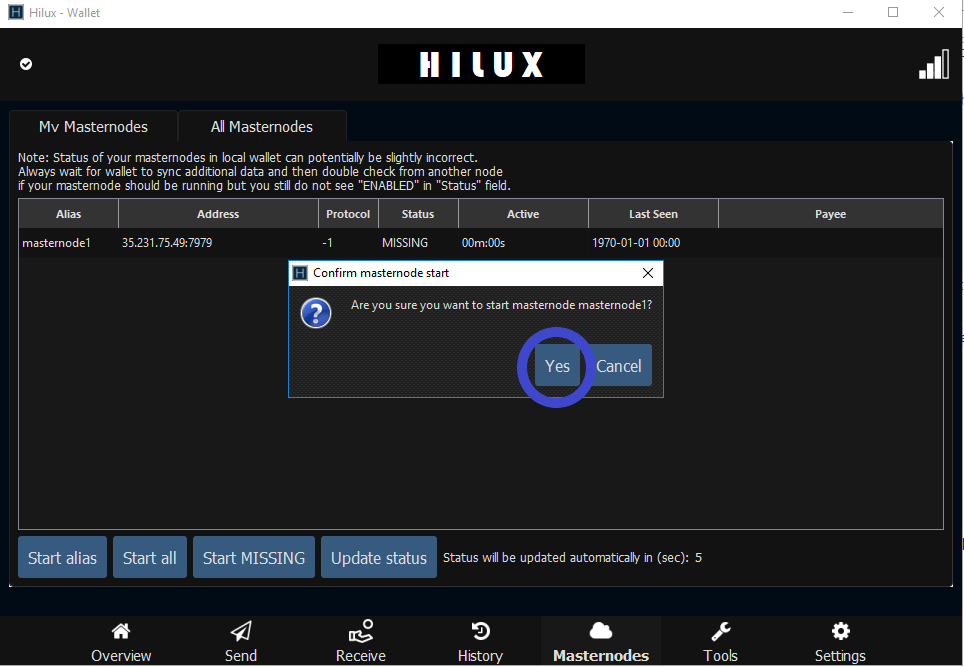 Hilux - Wallet
HILUX
My Masternodes
All Masternodes
Note: Status of your masternodes in local wallet can potentially be slightly incorrect.
Always wait for wallet to sync additional data and then double check from another node
if your masternode should be running but you still do not see "ENABLED" in "Status" field.
Alias Address Protocol Status Active Last Seen Payee
masternode1 35.231.75.49:7979 -1 MISSING 00m:00s 1970-01-01 00:00
Confirm masternode start
Are you sure you want to start masternode masternode1?
Yes Cancel
Start alias Start all Start MISSING Update status Status will be updated automatically in (sec): 5
Overview Send Receive History Masternodes Tools Settings